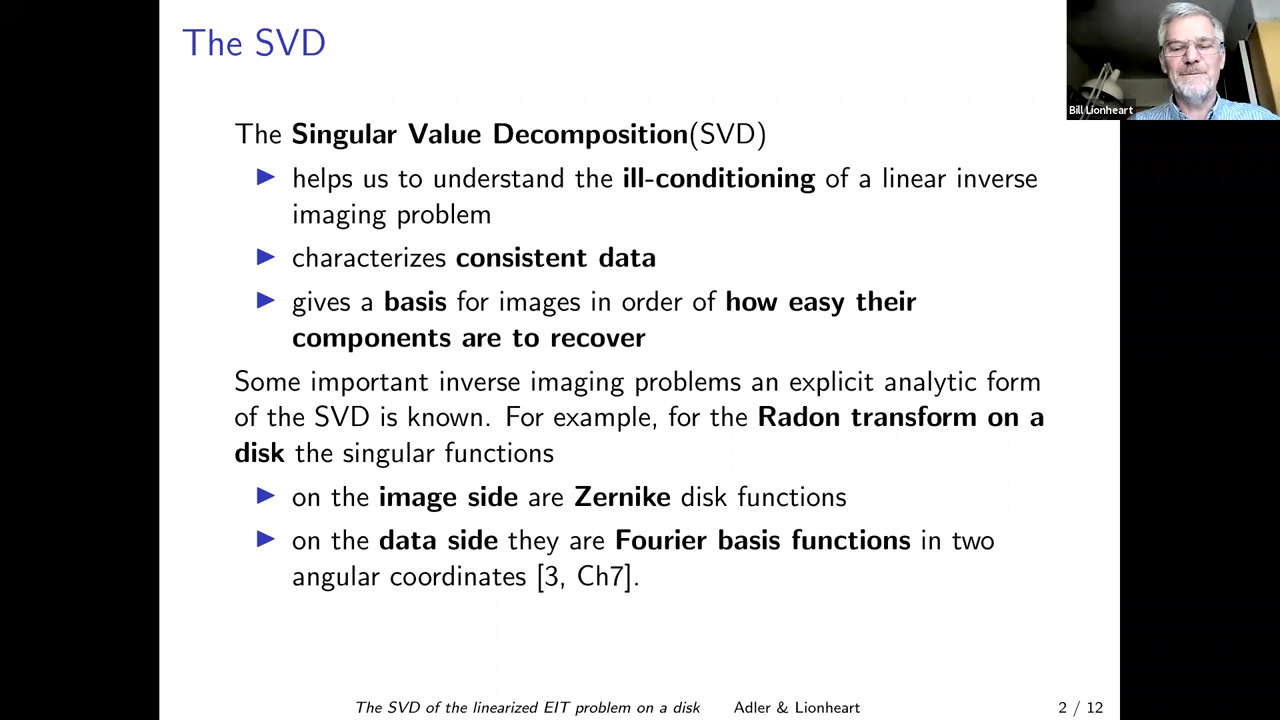 The SVD
Bill Lionheart
The Singular Value Decomposition(SVD)
helps us to understand the ill-conditioning of a linear inverse
imaging problem
characterizes consistent data
gives a basis for images in order of how easy their
components are to recover
Some important inverse imaging problems an explicit analytic form
of the SVD is known. For example, for the Radon transform on a
disk the singular functions
on the image side are Zernike disk functions
on the data side they are Fourier basis functions in two
angular coordinates [3, Ch7].
The SVD of the linearized EIT problem on a disk Adler & Lionheart 2 / 12